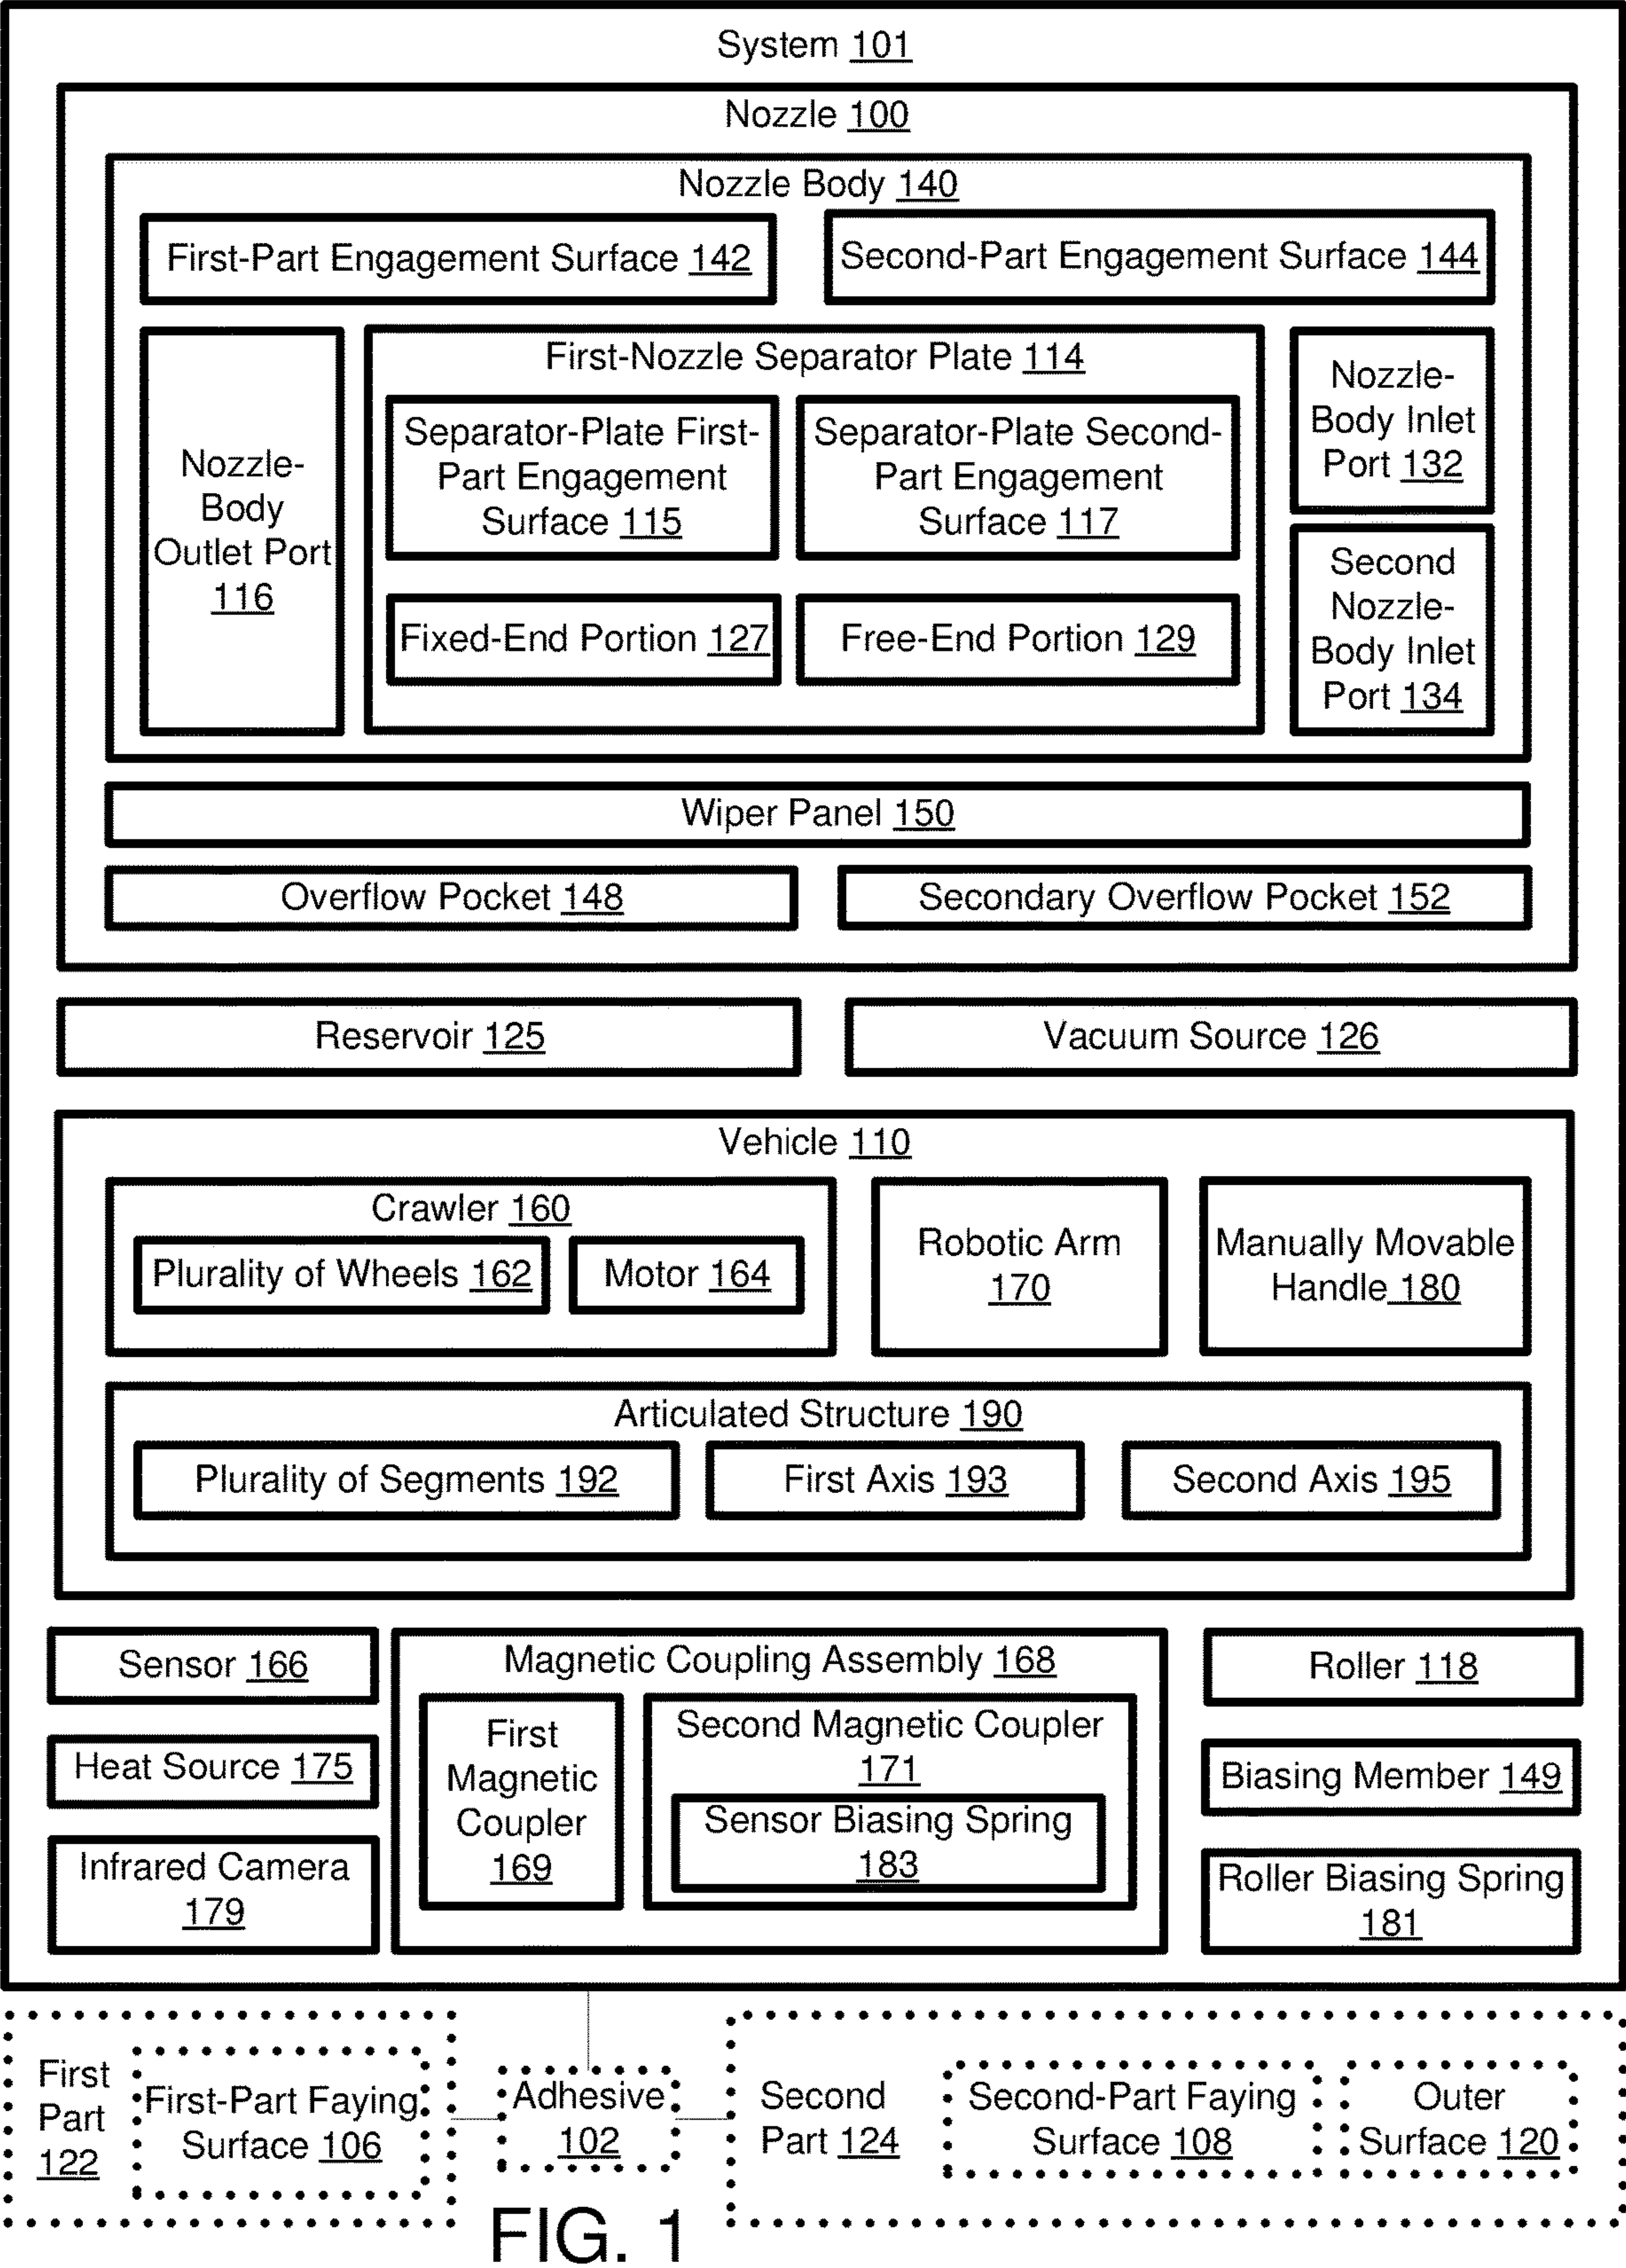 System 101
Nozzle 100
Nozzle Body 140
First-Part Engagement Surface 142
Second-Part Engagement Surface 144
Nozzle-
Body
Outlet Port
116
First-Nozzle Separator Plate 114
Separator-Plate First-
Part Engagement
Surface 115
Separator-Plate Second-
Part Engagement
Surface 117
Fixed-End Portion 127
Free-End Portion 129
Nozzle-
Body Inlet
Port 132
Second
Nozzle-
Body Inlet
Port 134
Wiper Panel 150
Overflow Pocket 148
Secondary Overflow Pocket 152
Reservoir 125
Vacuum Source 126
Vehicle 110
Crawler 160
Plurality of Wheels 162
Motor 164
Robotic Arm
170
Manually Movable
Handle 180
Articulated Structure 190
Plurality of Segments 192
First Axis 193
Second Axis 195
Sensor 166
Heat Source 175
Infrared Camera
179
Magnetic Coupling Assembly 168
First
Magnetic
Coupler
169
Second Magnetic Coupler
171
Sensor Biasing Spring
183
Roller 118
Biasing Member 149
Roller Biasing Spring
181
First
Part
122
First-Part Faying
Surface 106
Adhesive
102
Second
Part 124
Second-Part Faying
Surface 108
Outer
Surface 120
FIG. 1